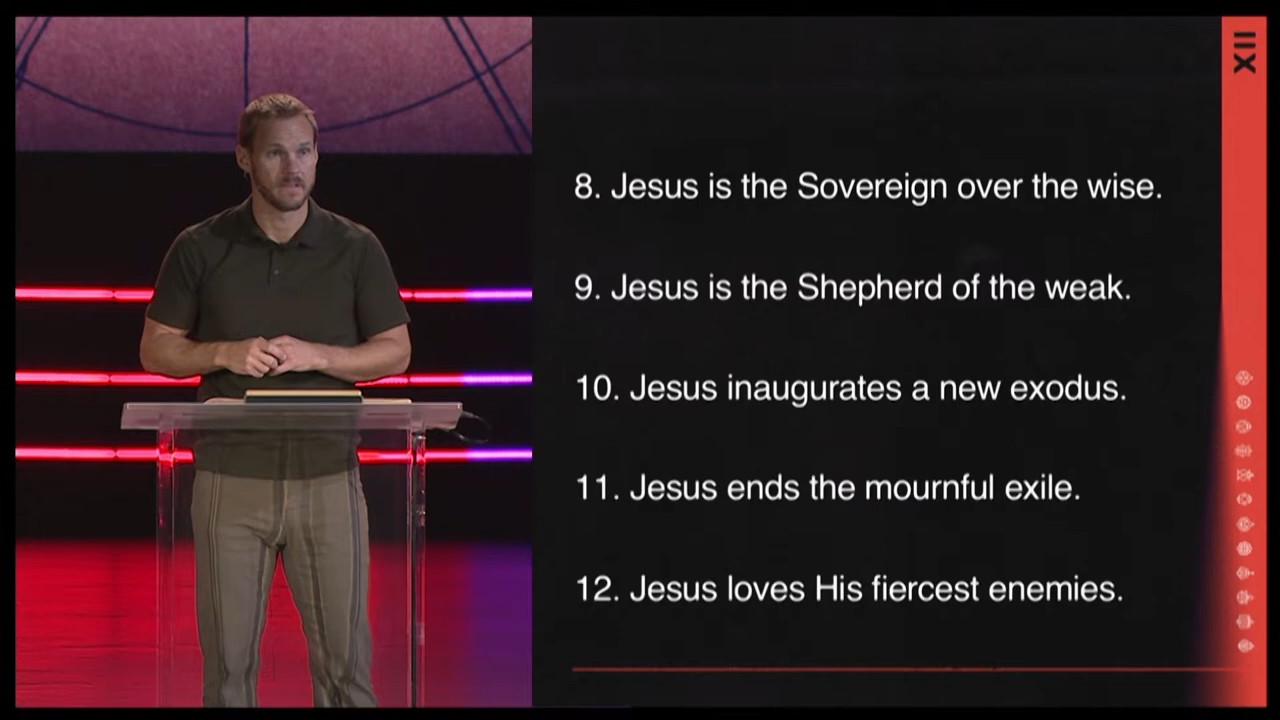 8. Jesus is the Sovereign over the wise.
9. Jesus is the Shepherd of the weak.
10. Jesus inaugurates a new exodus.
11. Jesus ends the mournful exile.
12. Jesus loves His fiercest enemies.
XII